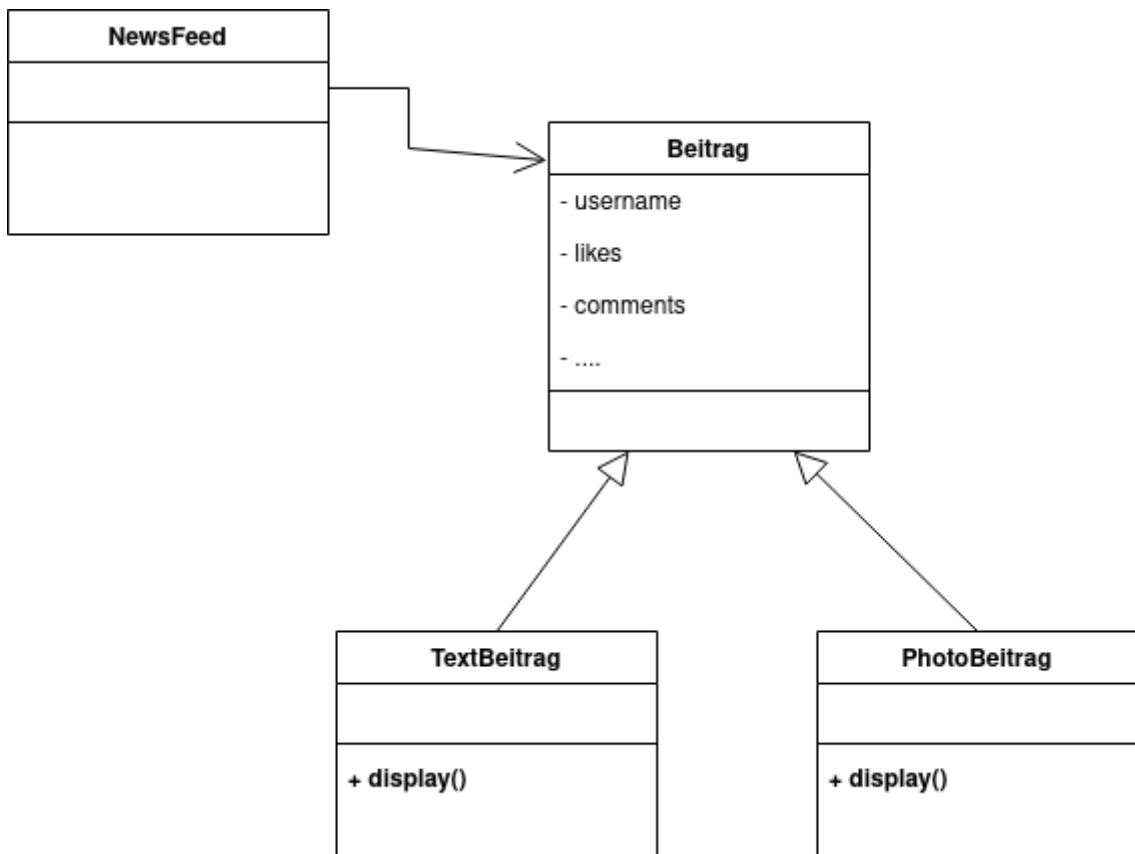 NewsFeed
Beitrag
- username
- likes
- comments
- ....
TextBeitrag
+ display()
PhotoBeitrag
+ display()